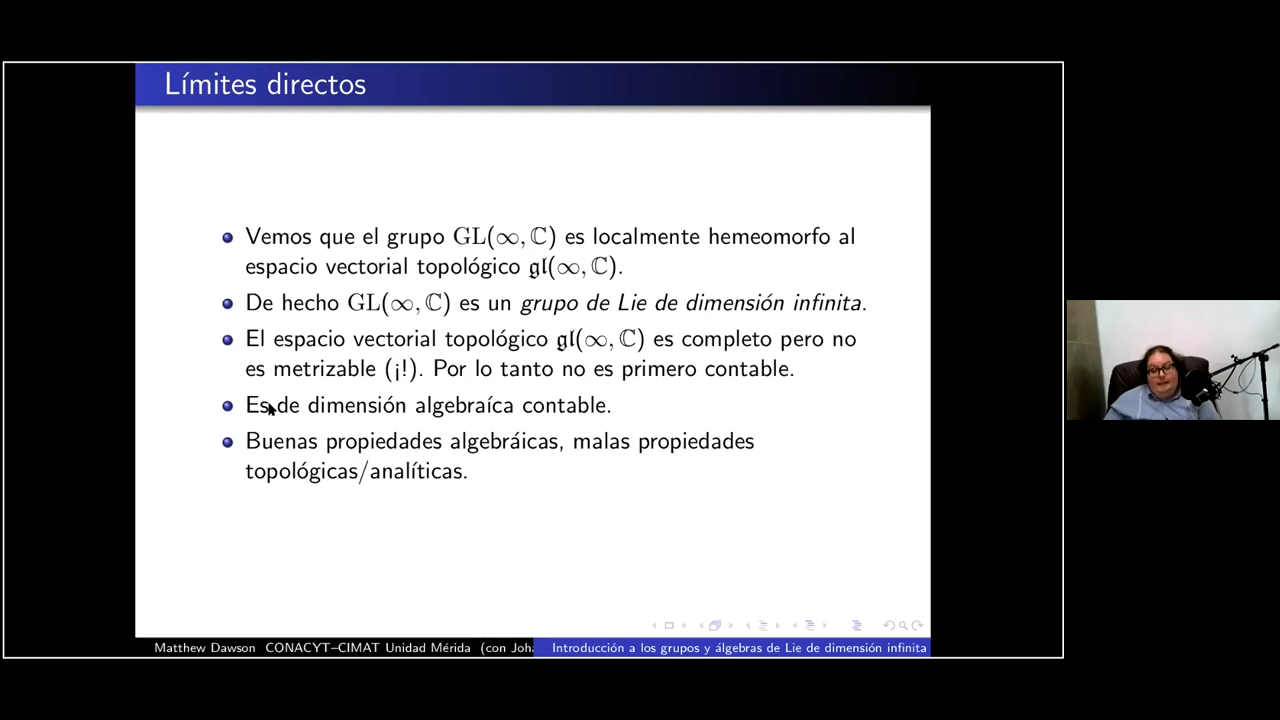 Límites directos
Vemos que el grupo GL(∞, ℂ) es localmente hemeomorfo al
espacio vectorial topológico 𝔤𝔩(∞, ℂ).
De hecho GL(∞, ℂ) es un grupo de Lie de dimensión infinita.
El espacio vectorial topológico 𝔤𝔩(∞, ℂ) es completo pero no
es metrizable (¡!). Por lo tanto no es primero contable.
Es de dimensión algebraíca contable.
Buenas propiedades algebráicas, malas propiedades
topológicas/analíticas.
Matthew Dawson CONACYT–CIMAT Unidad Mérida (con Joh
Introducción a los grupos y álgebras de Lie de dimensión infinita